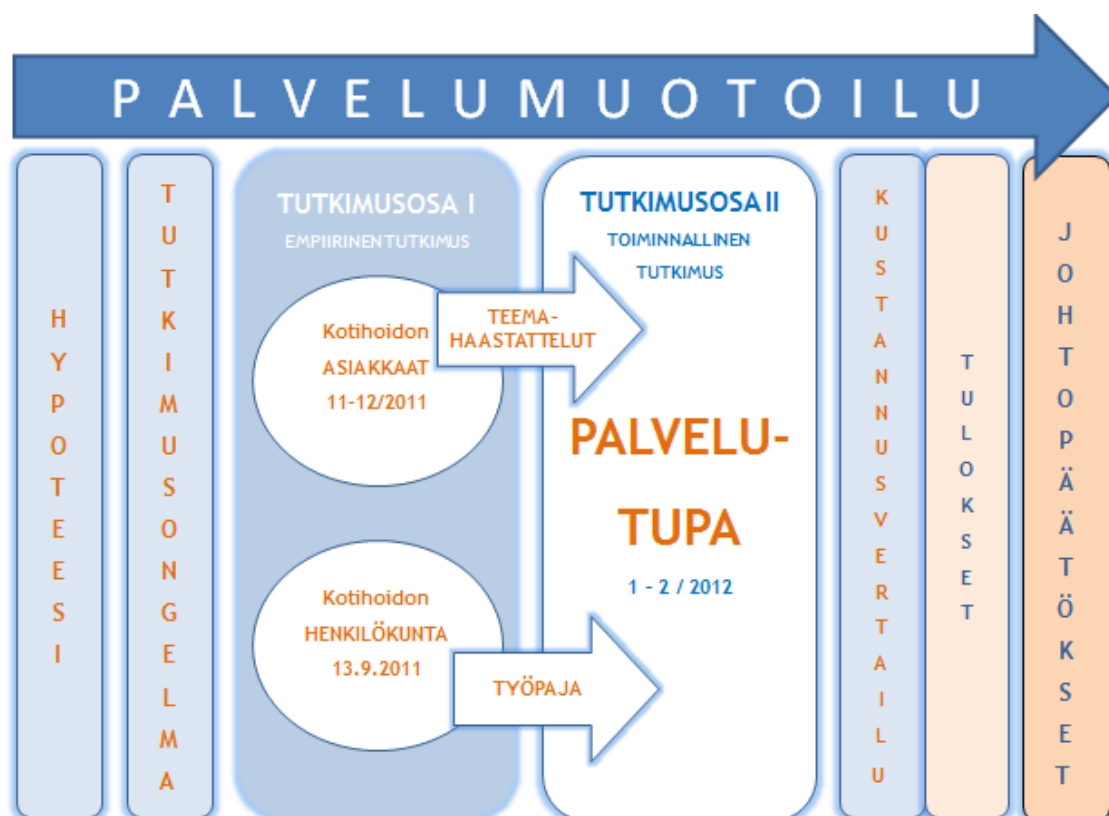 PALVELUMUOTOILU
HYPOTEESI
TUTKIMUSONGELMA
TUTKIMUSOSA I
EMPIIRINEN TUTKIMUS
Kotihoidon
ASIAKKAAT
11-12/2011
TEEMA-
HAASTATTELUT
Kotihoidon
HENKILÖKUNTA
13.9.2011
TYÖPAJA
TUTKIMUSOSA II
TOIMINNALLINEN
TUTKIMUS
PALVELU-
TUPA
1 - 2 / 2012
KUSTANNUSVERTAILU
TULOKSET
JOHTOPÄÄTÖKSET